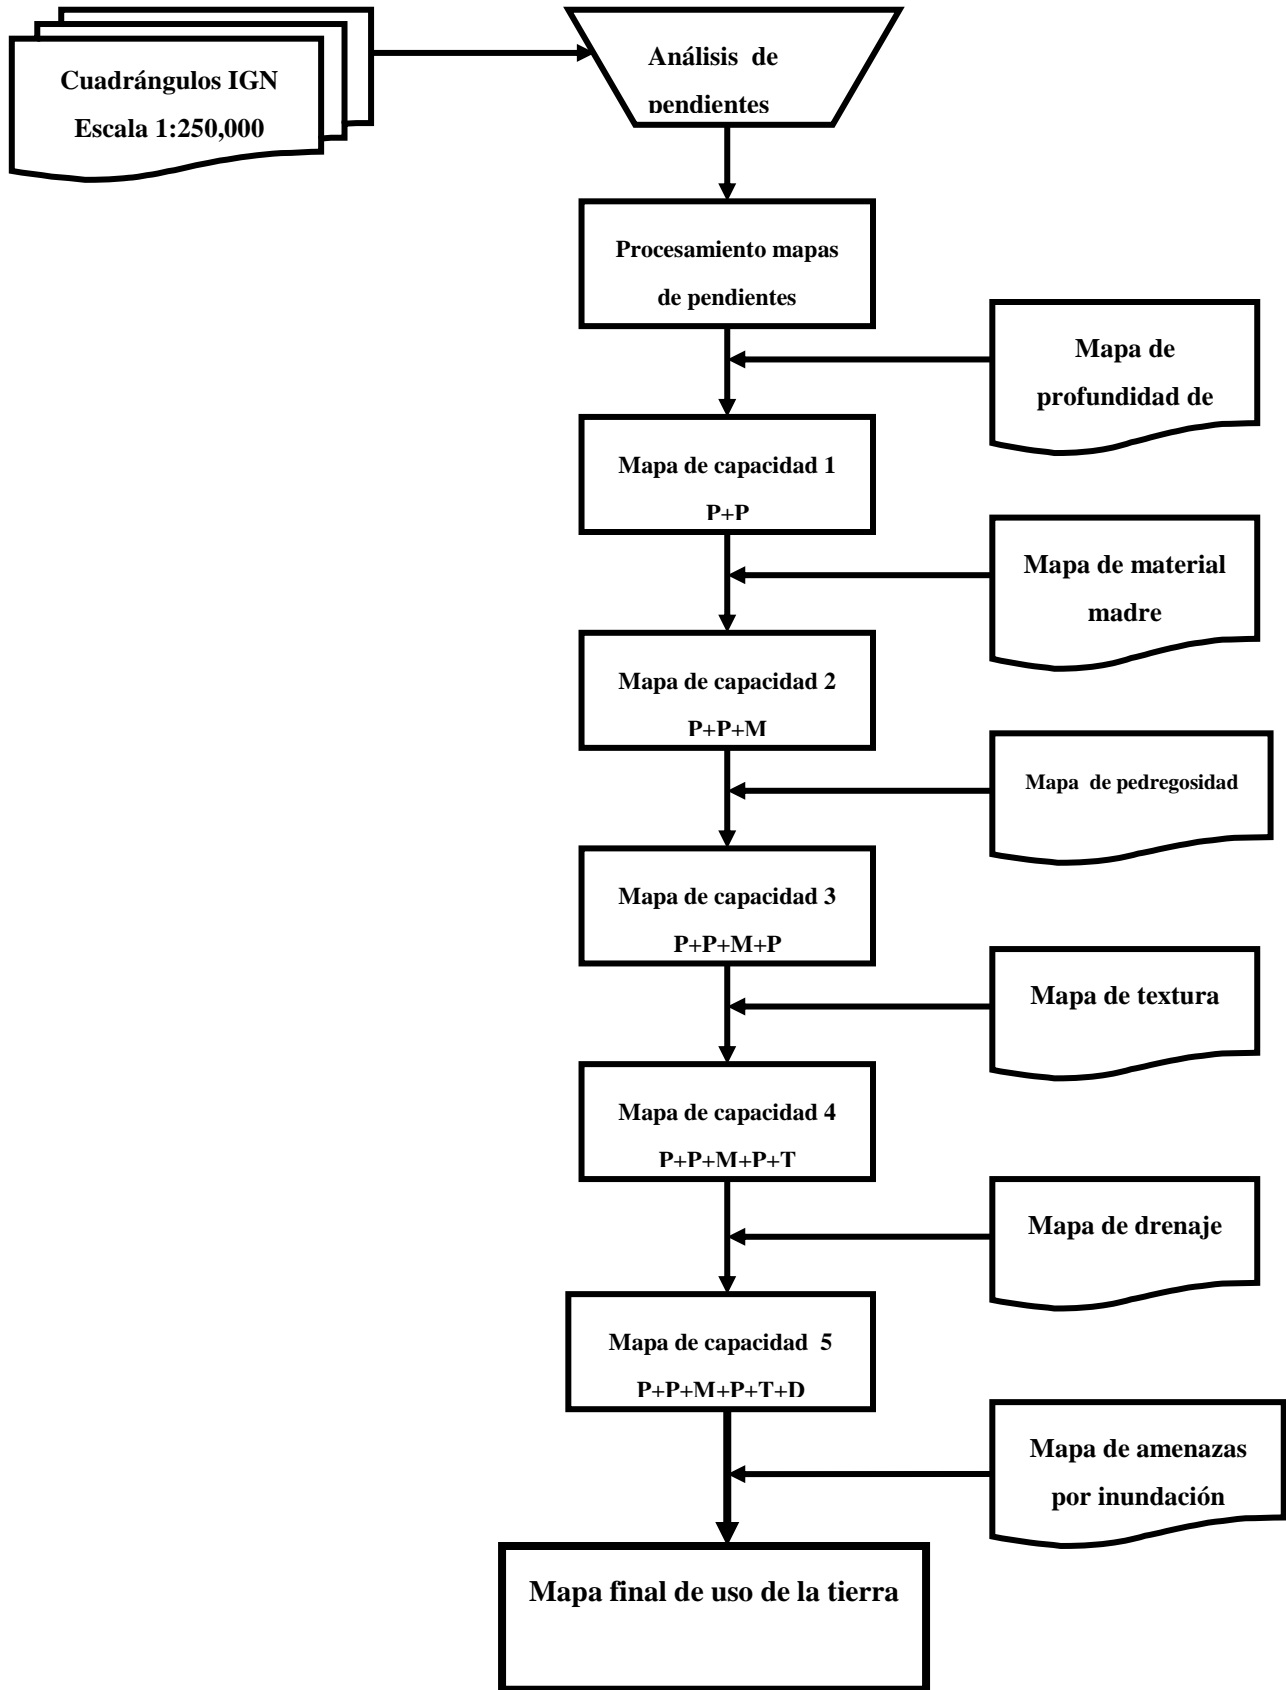 Cuadrángulos IGN
Escala 1:250,000
Análisis  de
pendientes
Procesamiento mapas
de pendientes
Mapa de
profundidad de
Mapa de capacidad 1
P+P
Mapa de material
madre
Mapa de capacidad 2
P+P+M
Mapa  de pedregosidad
Mapa de capacidad 3
P+P+M+P
Mapa de textura
Mapa de capacidad 4
P+P+M+P+T
Mapa de drenaje
Mapa de capacidad  5
P+P+M+P+T+D
Mapa de amenazas
por inundación
Mapa final de uso de la tierra